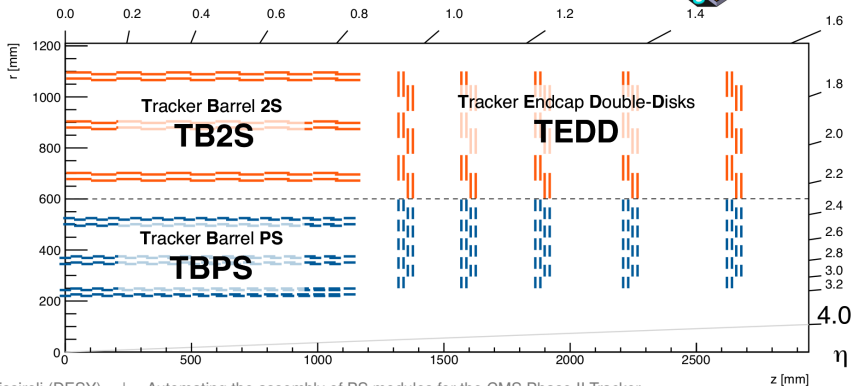 0.0 0.2 0.4 0.6 0.8 1.0 1.2 1.4 1.6
r [mm]
1200
1000
800
600
400
200
0
Tracker Barrel 2S
TB2S
Tracker Endcap Double-Disks
TEDD
Tracker Barrel PS
TBPS
1.8
2.0
2.2
2.4
2.6
2.8
3.0
3.2
4.0
η
0 500 1000 1500 2000 2500
z [mm]
(DESY) | Automating the assembly of PS modules for the CMS Phase II Tracker